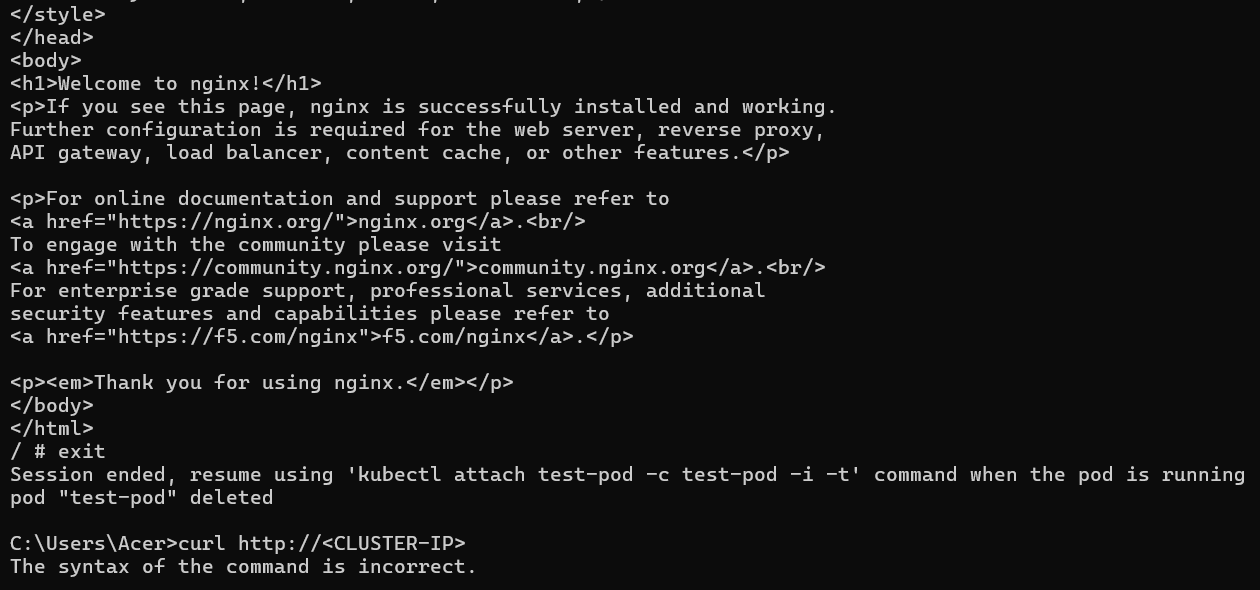 </style>
</head>
<body>
<h1>Welcome to nginx!</h1>
<p>If you see this page, nginx is successfully installed and working.
Further configuration is required for the web server, reverse proxy,
API gateway, load balancer, content cache, or other features.</p>
<p>For online documentation and support please refer to
<a href="https://nginx.org/">nginx.org</a>.<br/>
To engage with the community please visit
<a href="https://community.nginx.org/">community.nginx.org</a>.<br/>
For enterprise grade support, professional services, additional
security features and capabilities please refer to
<a href="https://f5.com/nginx">f5.com/nginx</a>.</p>
<p><em>Thank you for using nginx.</em></p>
</body>
</html>
/ # exit
Session ended, resume using 'kubectl attach test-pod -c test-pod -i -t' command when the pod is running
pod "test-pod" deleted
C:\Users\Acer>curl http://<CLUSTER-IP>
The syntax of the command is incorrect.